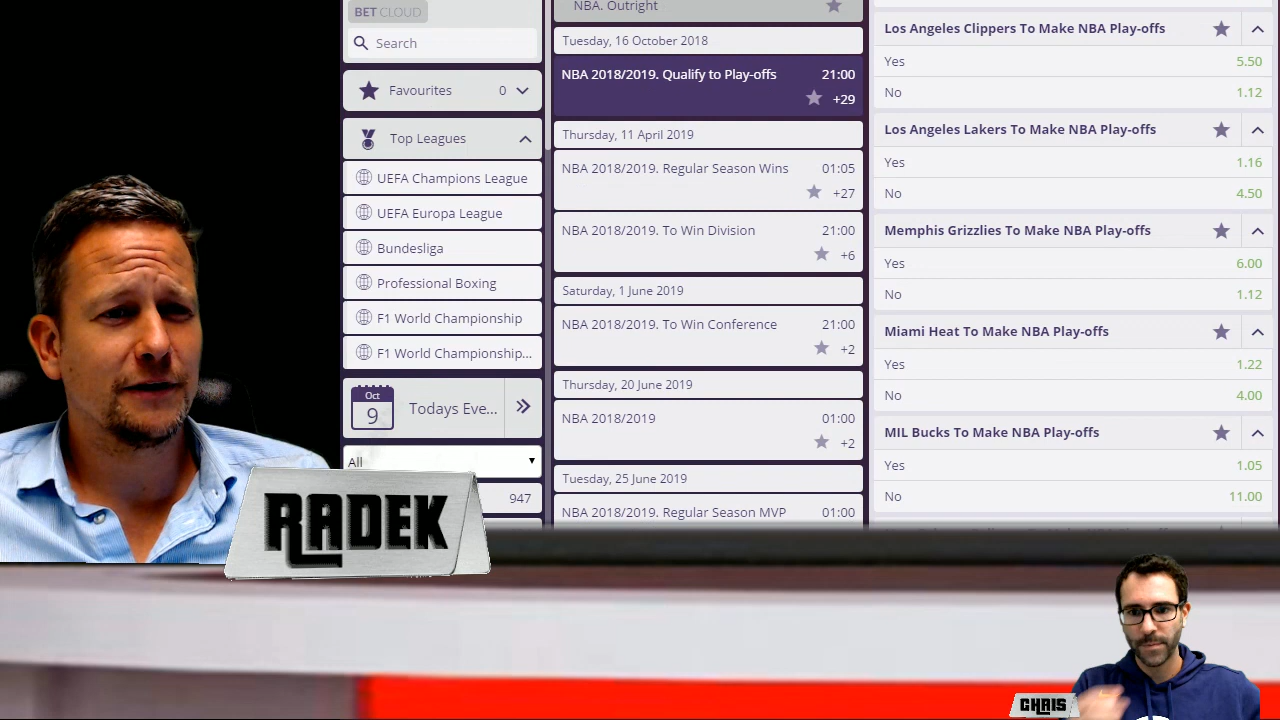 BET CLOUD
Search
Favourites 0
Top Leagues
UEFA Champions League
UEFA Europa League
Bundesliga
Professional Boxing
F1 World Championship
F1 World Championship...
Oct
9
Todays Eve...
All
947
NBA. Outright
Tuesday, 16 October 2018
NBA 2018/2019. Qualify to Play-offs 21:00
+29
Thursday, 11 April 2019
NBA 2018/2019. Regular Season Wins 01:05
+27
NBA 2018/2019. To Win Division 21:00
+6
Saturday, 1 June 2019
NBA 2018/2019. To Win Conference 21:00
+2
Thursday, 20 June 2019
NBA 2018/2019 01:00
+2
Tuesday, 25 June 2019
NBA 2018/2019. Regular Season MVP 01:00
Los Angeles Clippers To Make NBA Play-offs
Yes 5.50
No 1.12
Los Angeles Lakers To Make NBA Play-offs
Yes 1.16
No 4.50
Memphis Grizzlies To Make NBA Play-offs
Yes 6.00
No 1.12
Miami Heat To Make NBA Play-offs
Yes 1.22
No 4.00
MIL Bucks To Make NBA Play-offs
Yes 1.05
No 11.00
RADEK
CHRIS